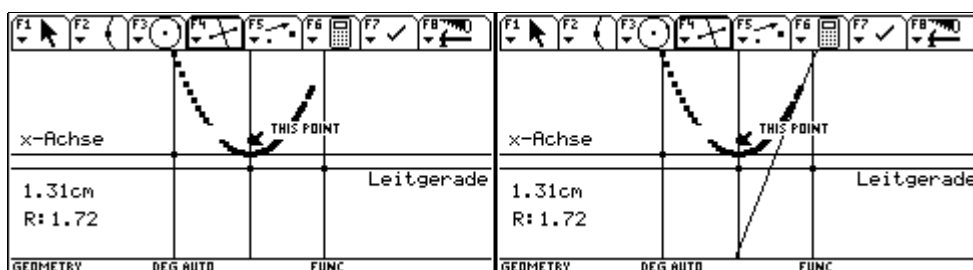 F1 F2 F3 F4 F5 F6 F7 F8
THIS POINT
x-Achse
Leitgerade
1.31cm
R: 1.72
GEOMETRY DEG AUTO FUNC
F1 F2 F3 F4 F5 F6 F7 F8
THIS POINT
x-Achse
Leitgerade
1.31cm
R: 1.72
GEOMETRY DEG AUTO FUNC